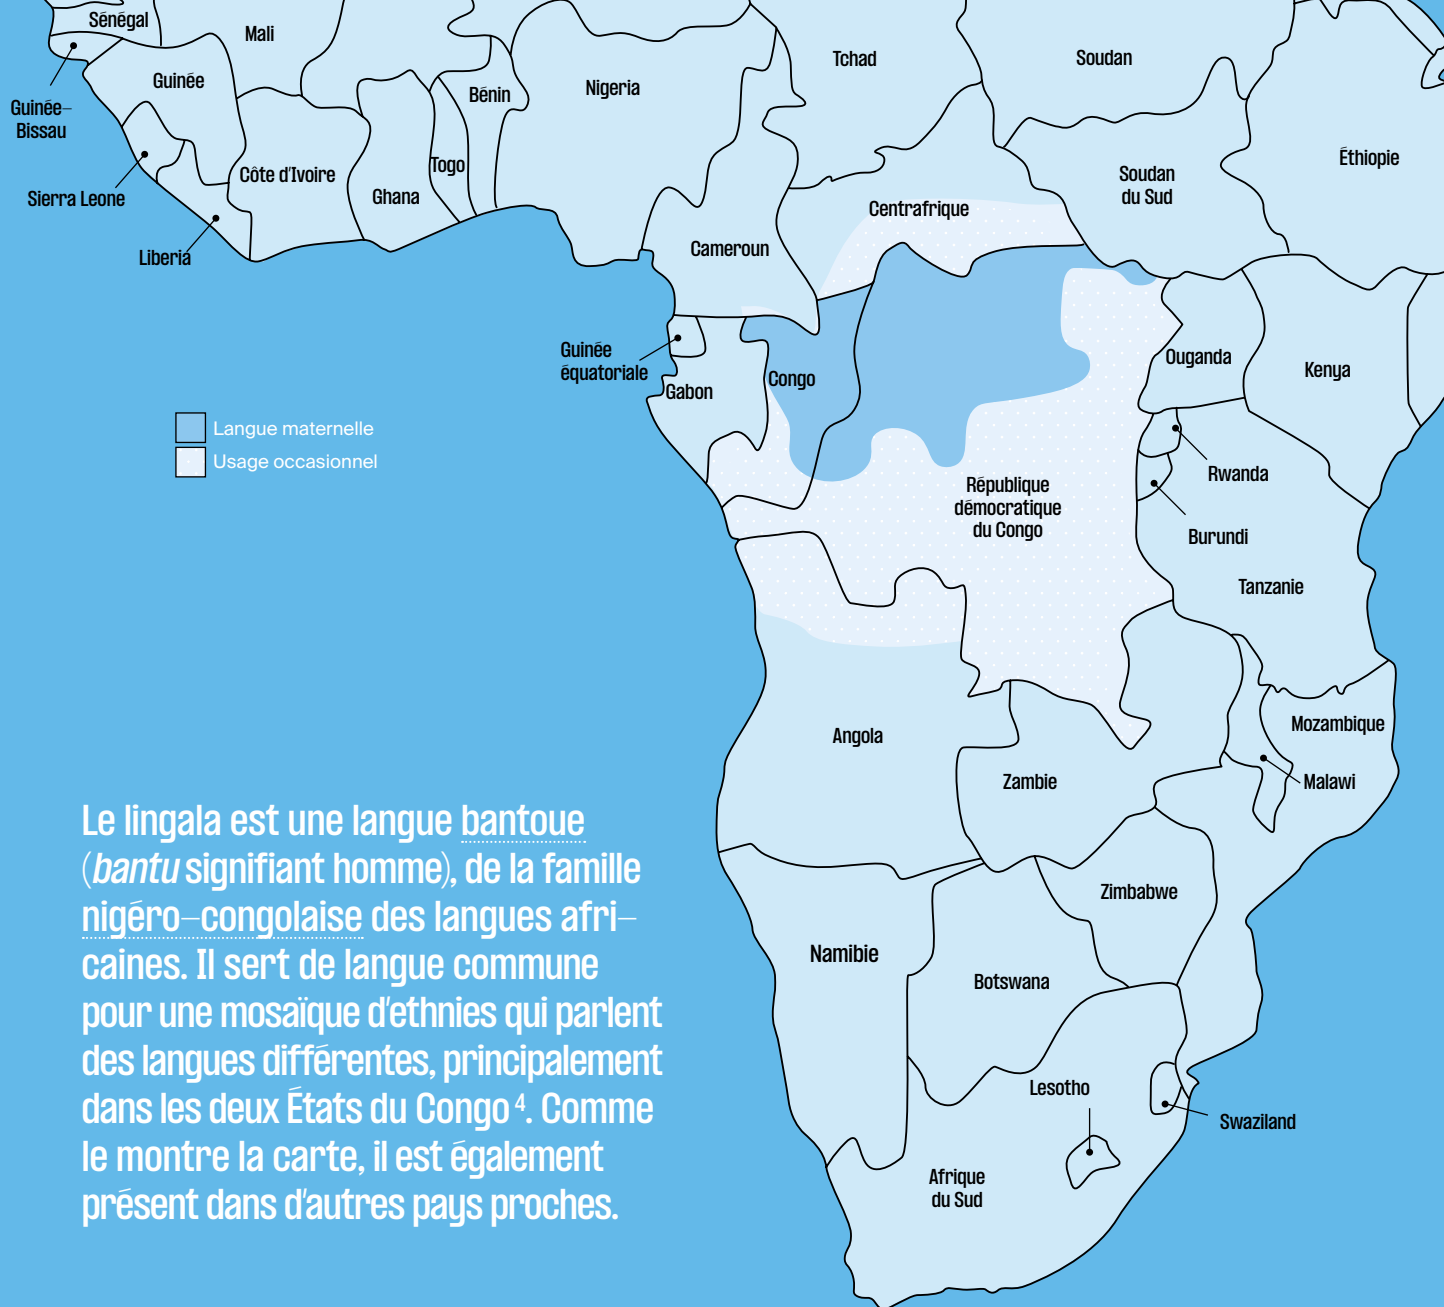 Sénégal
Mali
Tchad
Soudan
Guinée
Nigeria
Bénin
Guinée-
Bissau
Éthiopie
Togo
Côte d'Ivoire
Soudan
du Sud
Ghana
Sierra Leone
Centrafrique
Liberia
Cameroun
Guinée
équatoriale
Ouganda
Kenya
Congo
Gabon
Langue maternelle
Usage occasionnel
Rwanda
République
démocratique
du Congo
Burundi
Tanzanie
Mozambique
Angola
Zambie
Malawi
Zimbabwe
Namibie
Botswana
Lesotho
Swaziland
Afrique
du Sud
Le lingala est une langue bantoue
(bantu signifiant homme), de la famille
nigéro-congolaise des langues afri-
caines. Il sert de langue commune
pour une mosaïque d'ethnies qui parlent
des langues différentes, principalement
dans les deux États du Congo 4. Comme
le montre la carte, il est également
présent dans d'autres pays proches.